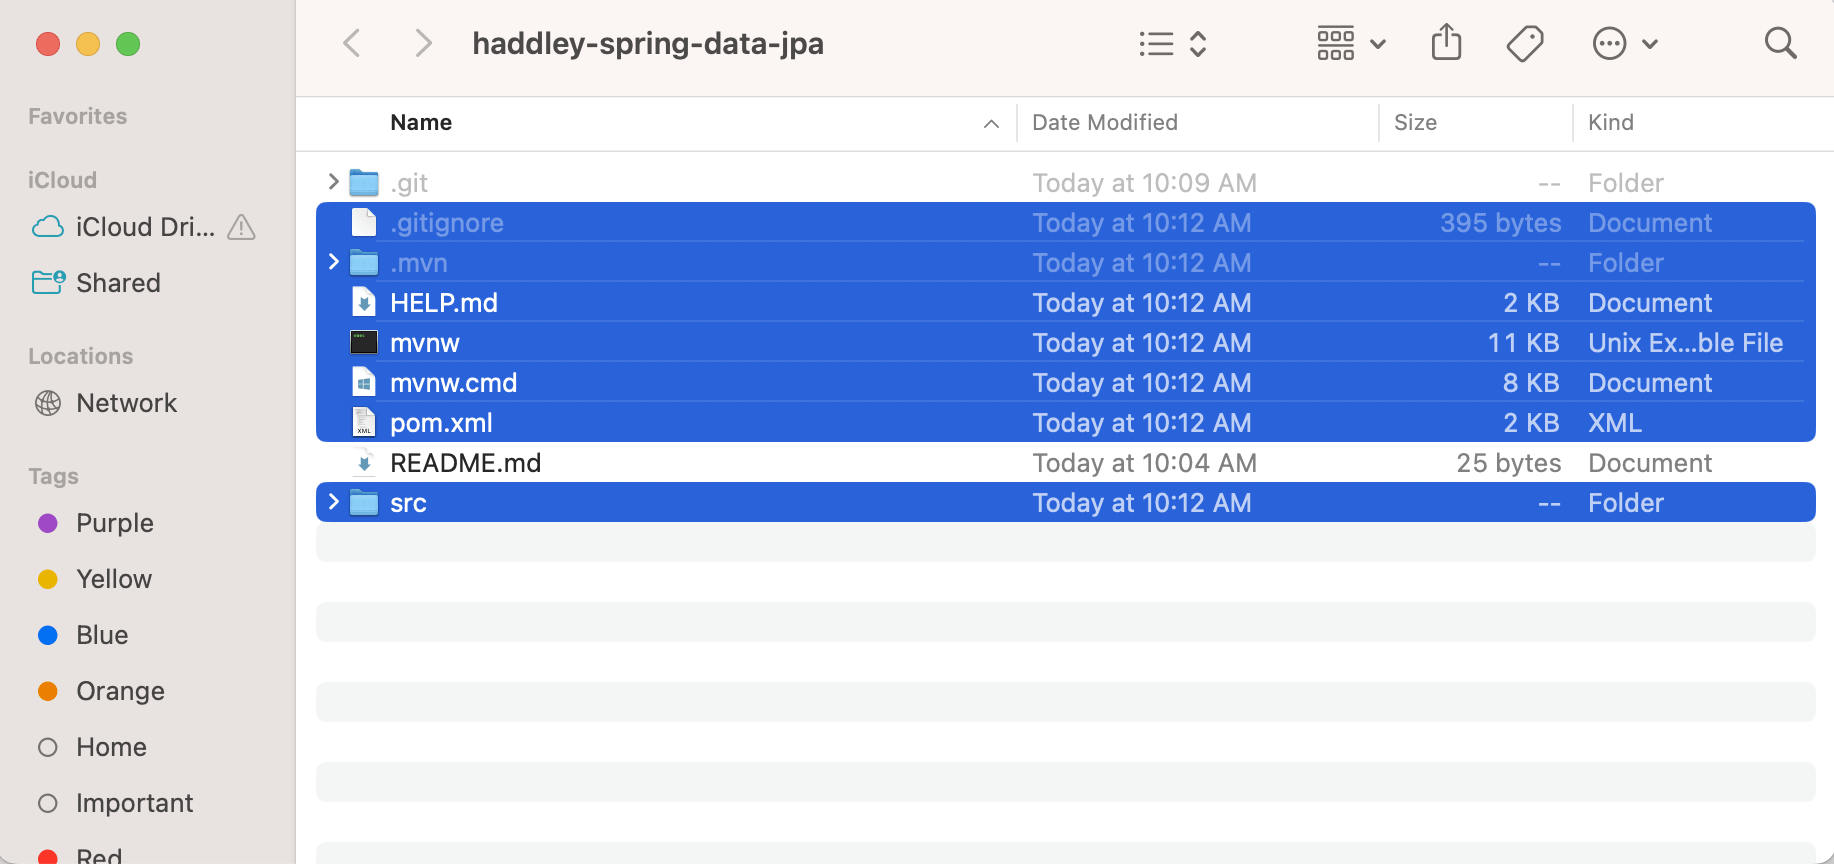 haddley-spring-data-jpa
Favorites
iCloud
iCloud Dri...
Shared
Locations
Network
Tags
Purple
Yellow
Blue
Orange
Home
Important
Red
Name Date Modified Size Kind
.git Today at 10:09 AM -- Folder
.gitignore Today at 10:12 AM 395 bytes Document
.mvn Today at 10:12 AM -- Folder
HELP.md Today at 10:12 AM 2 KB Document
mvnw Today at 10:12 AM 11 KB Unix Ex...ble File
mvnw.cmd Today at 10:12 AM 8 KB Document
pom.xml Today at 10:12 AM 2 KB XML
README.md Today at 10:04 AM 25 bytes Document
src Today at 10:12 AM -- Folder